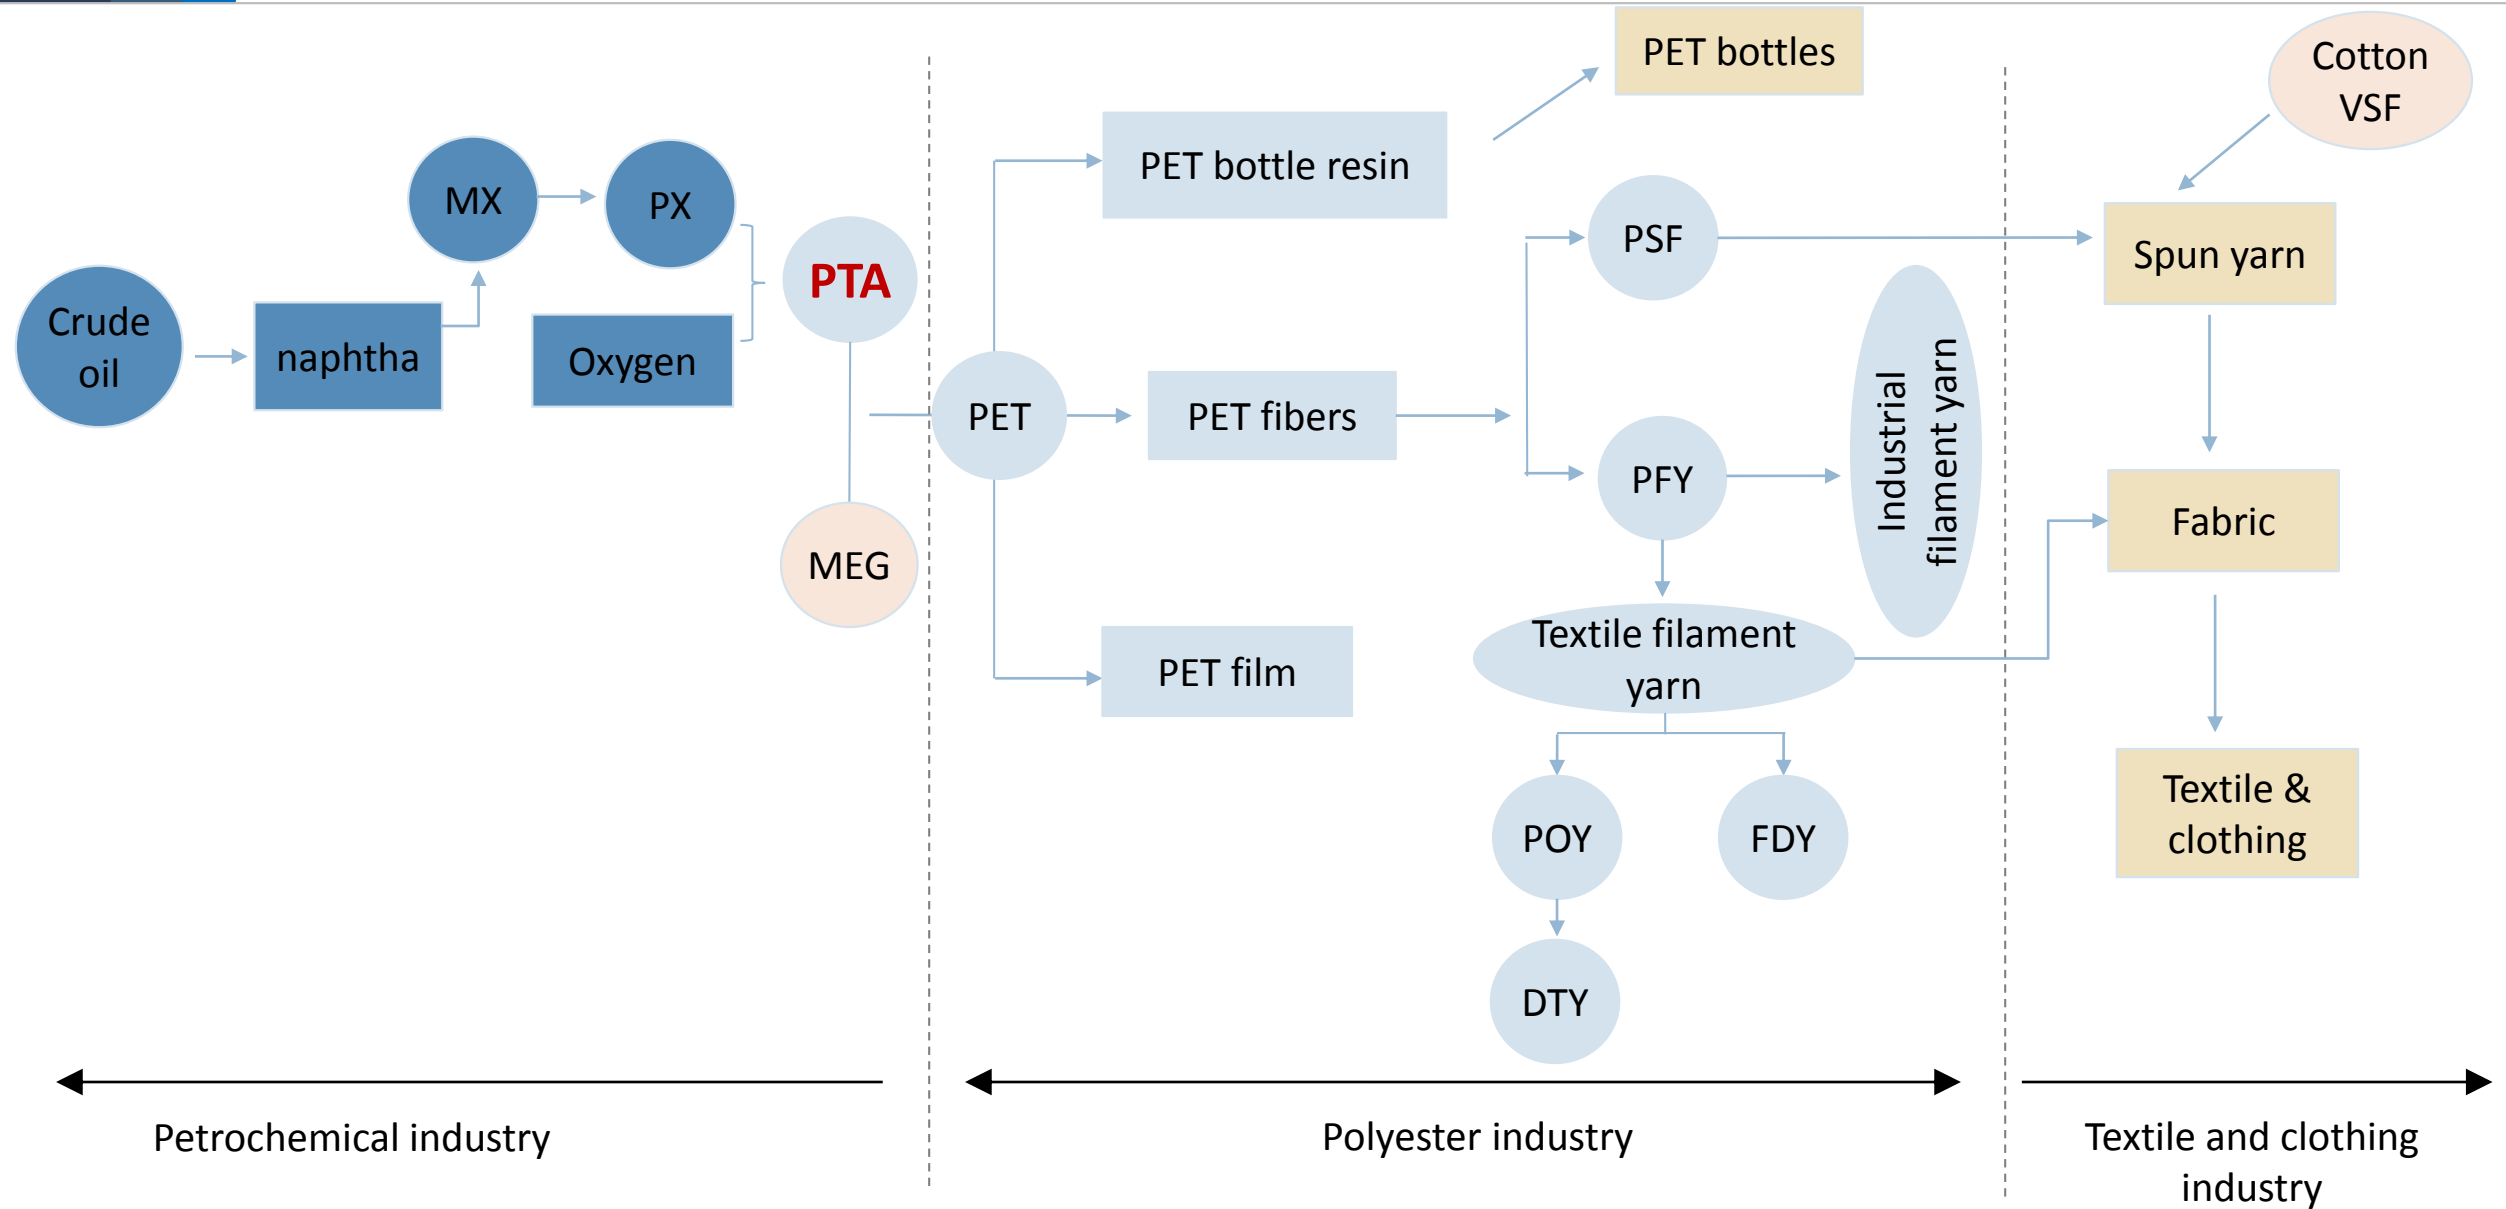 Crude
oil
naphtha
MX
PX
Oxygen
PTA
MEG
PET
PET bottle resin
PET bottles
PET fibers
PET film
PSF
PFY
Industrial
filament yarn
Textile filament
yarn
POY
FDY
DTY
Cotton
VSF
Spun yarn
Fabric
Textile &
clothing
Petrochemical industry
Polyester industry
Textile and clothing
industry